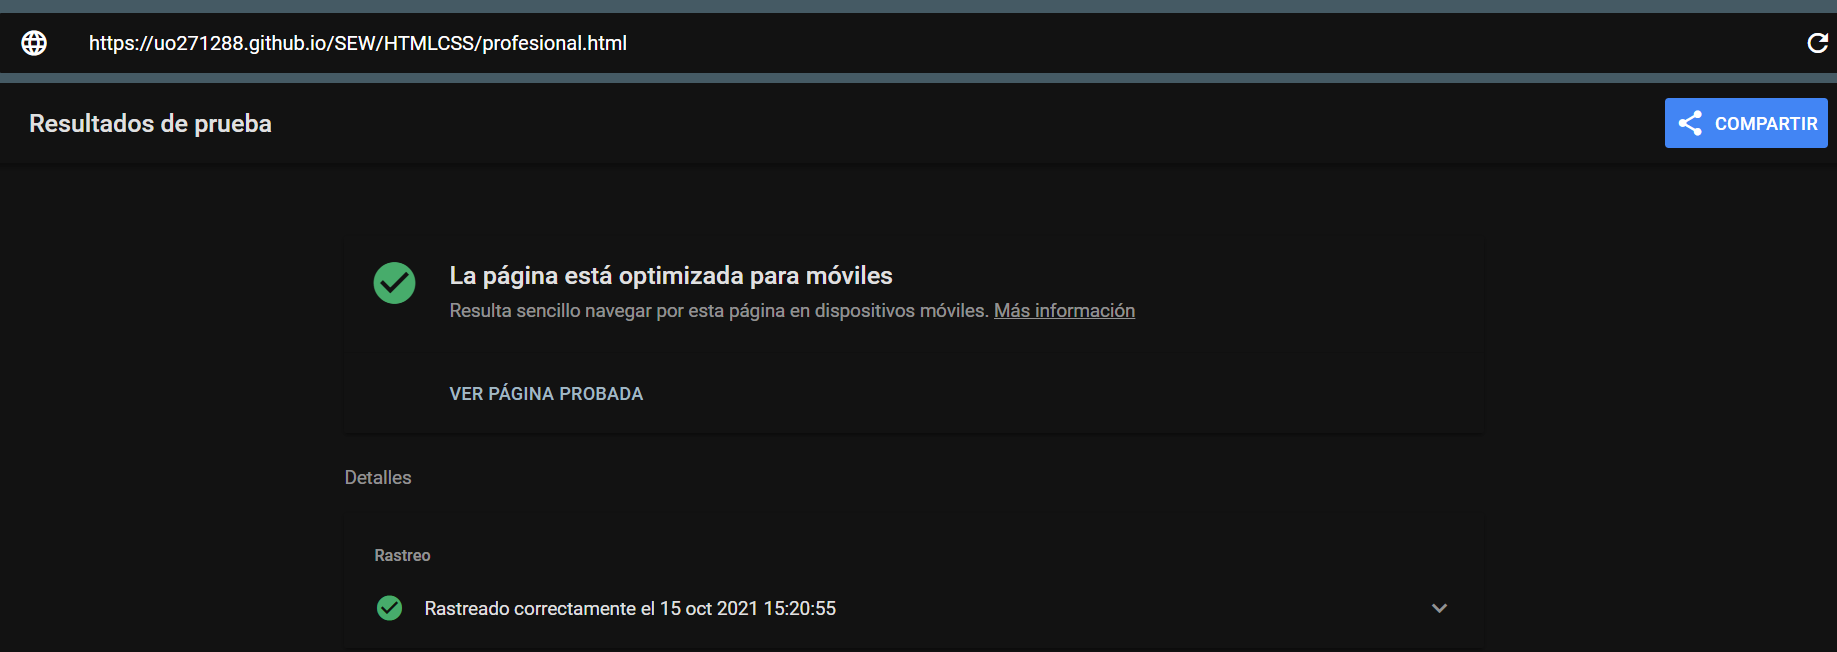 https://uo271288.github.io/SEW/HTMLCSS/profesional.html
Resultados de prueba
COMPARTIR
La página está optimizada para móviles
Resulta sencillo navegar por esta página en dispositivos móviles. Más información
VER PÁGINA PROBADA
Detalles
Rastreo
Rastreado correctamente el 15 oct 2021 15:20:55